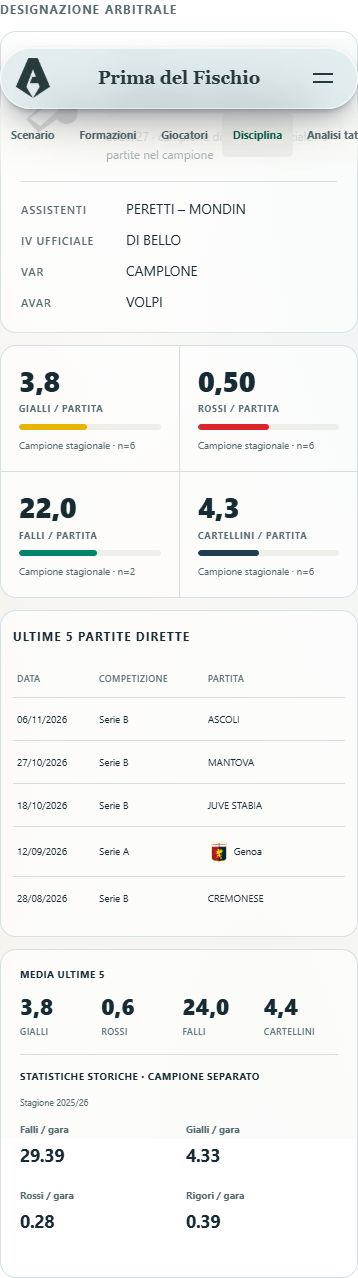 DESIGNAZIONE ARBITRALE
Prima del Fischio
Scenario Formazioni Giocatori Disciplina Analisi tat
partite nel campione
ASSISTENTI PERETTI – MONDIN
IV UFFICIALE DI BELLO
VAR CAMPLONE
AVAR VOLPI
3,8 0,50
GIALLI / PARTITA ROSSI / PARTITA
Campione stagionale · n=6 Campione stagionale · n=6
22,0 4,3
FALLI / PARTITA CARTELLINI / PARTITA
Campione stagionale · n=2 Campione stagionale · n=6
ULTIME 5 PARTITE DIRETTE
DATA COMPETIZIONE PARTITA
06/11/2026 Serie B ASCOLI
27/10/2026 Serie B MANTOVA
18/10/2026 Serie B JUVE STABIA
12/09/2026 Serie A Genoa
28/08/2026 Serie B CREMONESE
MEDIA ULTIME 5
3,8 0,6 24,0 4,4
GIALLI ROSSI FALLI CARTELLINI
STATISTICHE STORICHE · CAMPIONE SEPARATO
Stagione 2025/26
Falli / gara Gialli / gara
29.39 4.33
Rossi / gara Rigori / gara
0.28 0.39